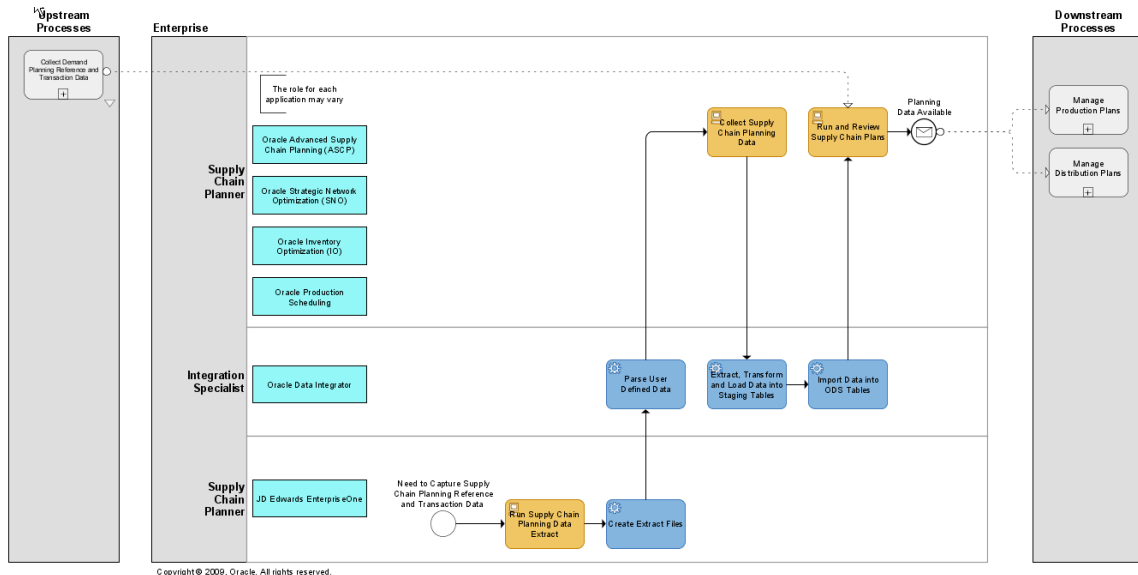 Upstream
Processes
Enterprise
Downstream
Processes
Collect Demand
Planning Reference and
Transaction Data
The role for each
application may vary
Supply
Chain
Planner
Oracle Advanced Supply
Chain Planning (ASCP)
Oracle Strategic Network
Optimization (SNO)
Oracle Inventory
Optimization (IO)
Oracle Production
Scheduling
Collect Supply
Chain Planning
Data
Run and Review
Supply Chain Plans
Planning
Data Available
Manage
Production Plans
Manage
Distribution Plans
Integration
Specialist
Oracle Data Integrator
Parse User
Defined Data
Extract, Transform
and Load Data into
Staging Tables
Import Data into
ODS Tables
Supply
Chain
Planner
JD Edwards EnterpriseOne
Need to Capture Supply
Chain Planning Reference
and Transaction Data
Run Supply Chain
Planning Data
Extract
Create Extract Files
Copyright © 2009, Oracle. All rights reserved.